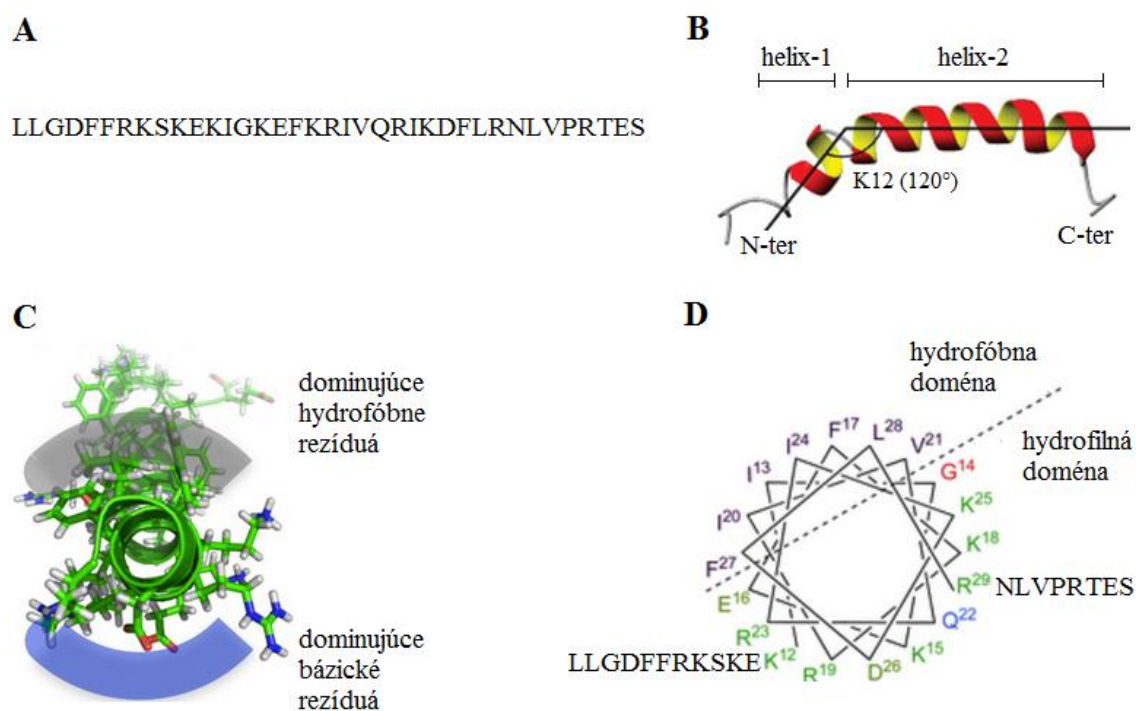 A
LLGDFFRKSKEKIGKEFKRIVQRIKDFLRNLVPRTES
B
helix-1 helix-2
K12 (120°)
N-ter C-ter
C
dominujúce
hydrofóbne
rezíduá
dominujúce
bázické
rezíduá
D
hydrofóbna
doména
hydrofilná
doména
I24 F17 L28 V21
I13 G14
K25
I20 K18
F27 R29 NLVPRTES
E16 Q22
R23 K15
LLGDFFRKSKE K12 R19 D26